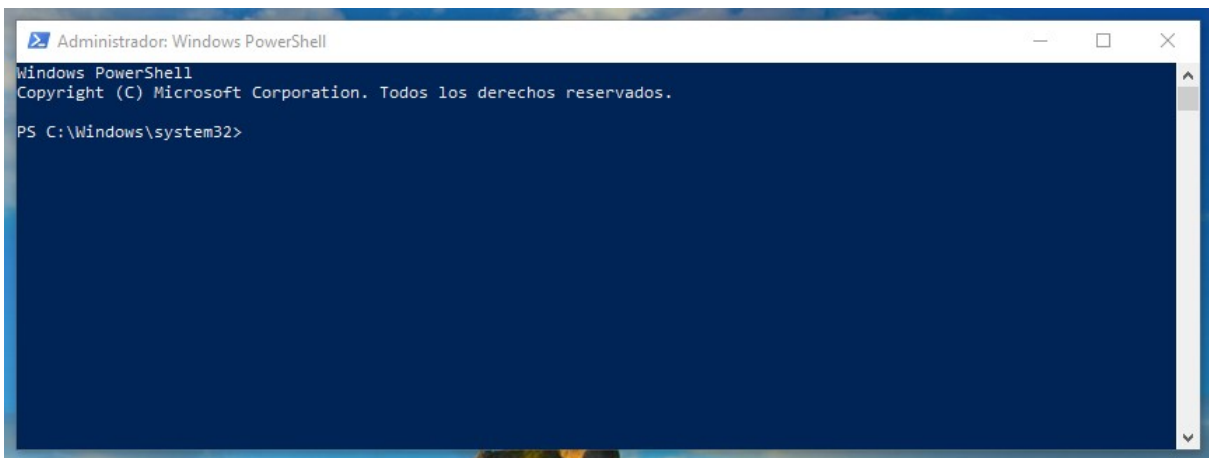 Administrador: Windows PowerShell
Windows PowerShell
Copyright (C) Microsoft Corporation. Todos los derechos reservados.
PS C:\Windows\system32>